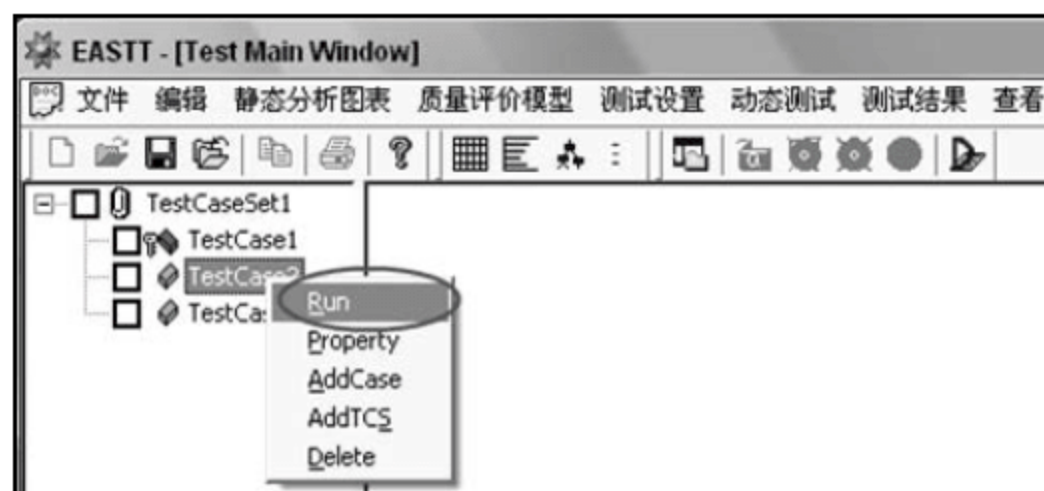 EASTT - [Test Main Window]
文件 编辑 静态分析图表 质量评价模型 测试设置 动态测试 测试结果 查看
TestCaseSet1
TestCase1
TestCase2
Run
Property
AddCase
AddTCS
Delete